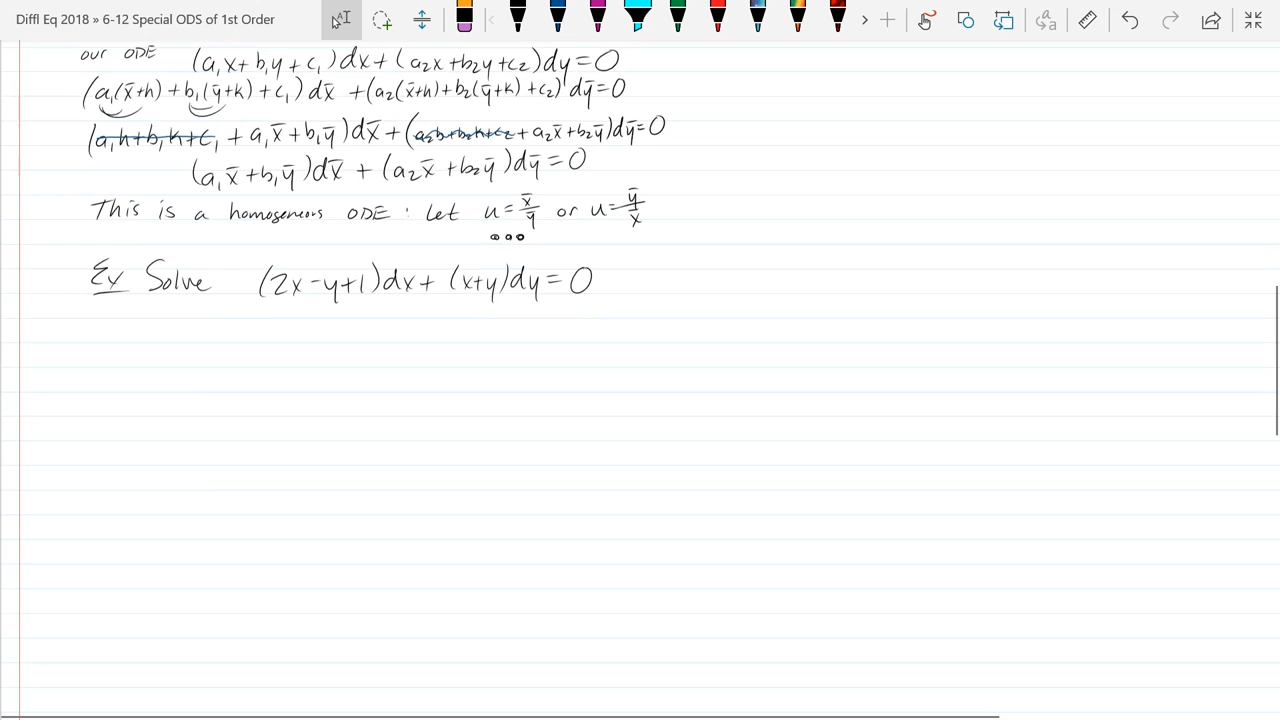 Diffl Eq 2018 » 6-12 Special ODS of 1st Order
our ODE (a₁x+b₁y+c₁)dx+(a₂x+b₂y+c₂)dy=0
(a₁(x̄+h)+b₁(ȳ+k)+c₁)dx̄ +(a₂(x̄+h)+b₂(ȳ+k)+c₂)dȳ=0
(a₁h+b₁k+c₁ + a₁x̄+b₁ȳ)dx̄+(a₂h+b₂k+c₂+a₂x̄+b₂ȳ)dȳ=0
(a₁x̄+b₁ȳ)dx̄ + (a₂x̄+b₂ȳ)dȳ=0
This is a homogeneous ODE: Let u=x̄/ȳ or u=ȳ/x̄
...
Ex Solve (2x-y+1)dx+(x+y)dy=0